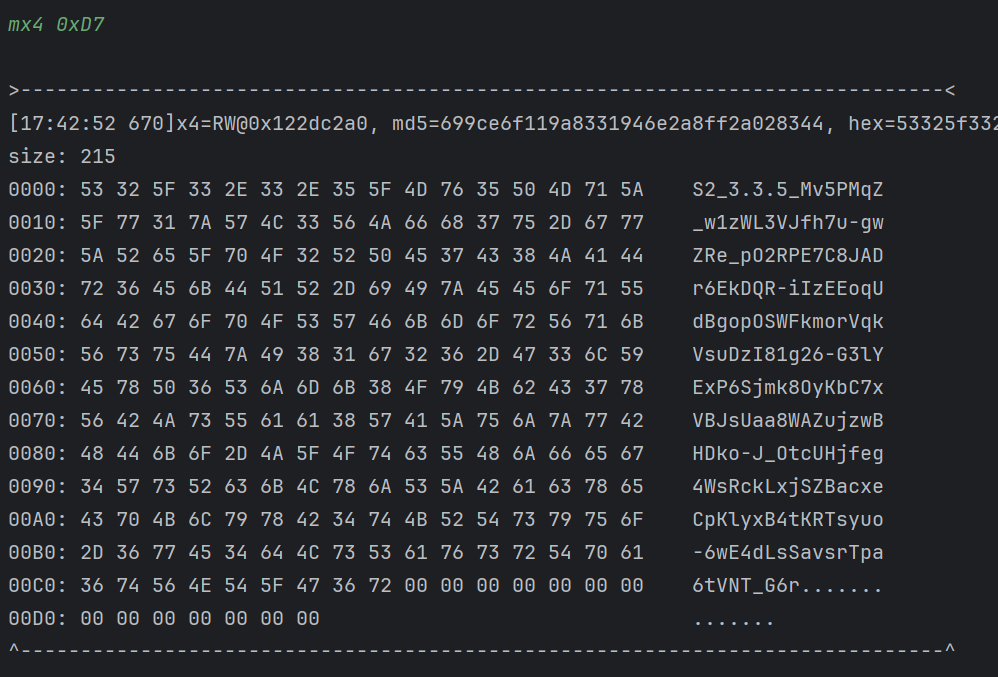 mx4 0xD7
>-----------------------------------------------------------------------------<
[17:42:52 670]x4=RW@0x122dc2a0, md5=699ce6f119a8331946e2a8ff2a028344, hex=53325f332
size: 215
0000: 53 32 5F 33 2E 33 2E 35 5F 4D 76 35 50 4D 71 5A    S2_3.3.5_Mv5PMqZ
0010: 5F 77 31 7A 57 4C 33 56 4A 66 68 37 75 2D 67 77    _w1zWL3VJfh7u-gw
0020: 5A 52 65 5F 70 4F 32 52 50 45 37 43 38 4A 41 44    ZRe_pO2RPE7C8JAD
0030: 72 36 45 6B 44 51 52 2D 69 49 7A 45 45 6F 71 55    r6EkDQR-iIzEEoqU
0040: 64 42 67 6F 70 4F 53 57 46 6B 6D 6F 72 56 71 6B    dBgopOSWFkmorVqk
0050: 56 73 75 44 7A 49 38 31 67 32 36 2D 47 33 6C 59    VsuDzI81g26-G3lY
0060: 45 78 50 36 53 6A 6D 6B 38 4F 79 4B 62 43 37 78    ExP6Sjmk8OyKbC7x
0070: 56 42 4A 73 55 61 61 38 57 41 5A 75 6A 7A 77 42    VBJsUaa8WAZujzwB
0080: 48 44 6B 6F 2D 4A 5F 4F 74 63 55 48 6A 66 65 67    HDko-J_OtcUHjfeg
0090: 34 57 73 52 63 6B 4C 78 6A 53 5A 42 61 63 78 65    4WsRckLxjSZBacxe
00A0: 43 70 4B 6C 79 78 42 34 74 4B 52 54 73 79 75 6F    CpKlyxB4tKRTsyuo
00B0: 2D 36 77 45 34 64 4C 73 53 61 76 73 72 54 70 61    -6wE4dLsSavsrTpa
00C0: 36 74 56 4E 54 5F 47 36 72 00 00 00 00 00 00 00    6tVNT_G6r.......
00D0: 00 00 00 00 00 00 00                               .......
^-----------------------------------------------------------------------------^